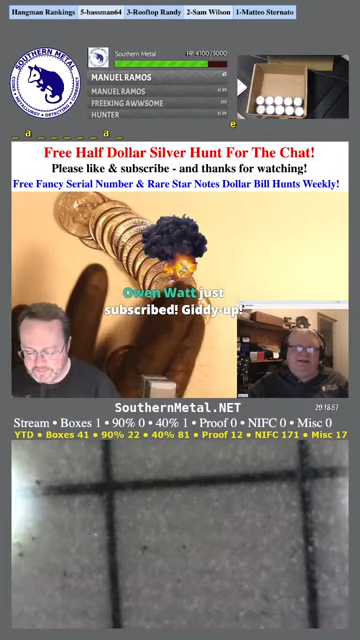 Hangman Rankings 5-bassman64 3-Rooftop Randy 2-Sam Wilson 1-Matteo Sternato
SOUTHERN METAL
Southern Metal HP: 4100/5000
MANUEL RAMOS
MANUEL RAMOS
FREEKING AWWSOME
HUNTER
_ a _ _ _ _ _ a _
e
Free Half Dollar Silver Hunt For The Chat!
Please like & subscribe - and thanks for watching!
Free Fancy Serial Number & Rare Star Notes Dollar Bill Hunts Weekly!
Owen Watt just
subscribed! Giddy-up!
SouthernMetal.NET
Stream • Boxes 1 • 90% 0 • 40% 1 • Proof 0 • NIFC 0 • Misc 0
YTD • Boxes 41 • 90% 22 • 40% 81 • Proof 12 • NIFC 171 • Misc 17